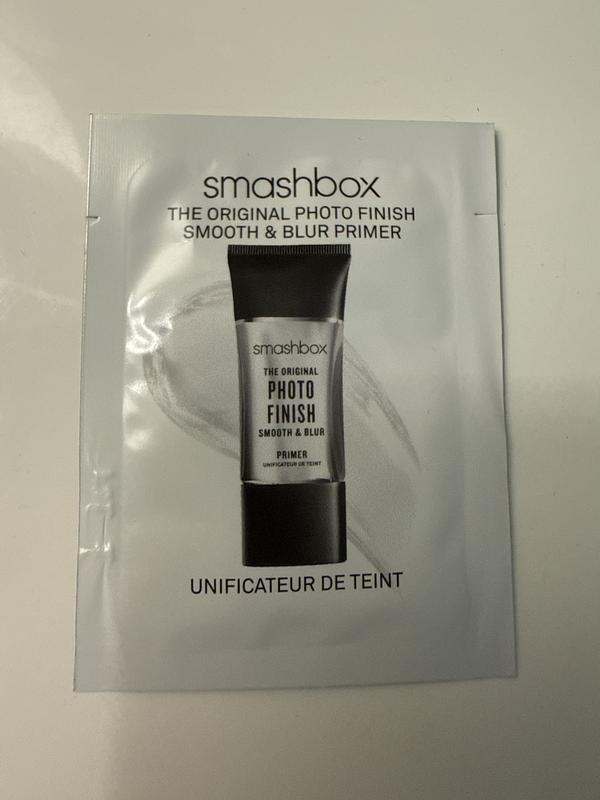 smashbox
THE ORIGINAL PHOTO FINISH
SMOOTH & BLUR PRIMER
smashbox
THE ORIGINAL
PHOTO
FINISH
SMOOTH & BLUR
PRIMER
UNIFICATEUR DE TEINT
UNIFICATEUR DE TEINT